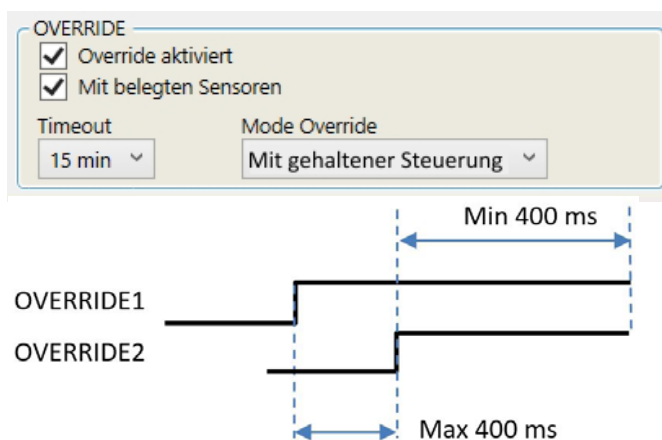 OVERRIDE
Override aktiviert
Mit belegten Sensoren
Timeout Mode Override
15 min Mit gehaltener Steuerung
Min 400 ms
OVERRIDE1
OVERRIDE2
Max 400 ms